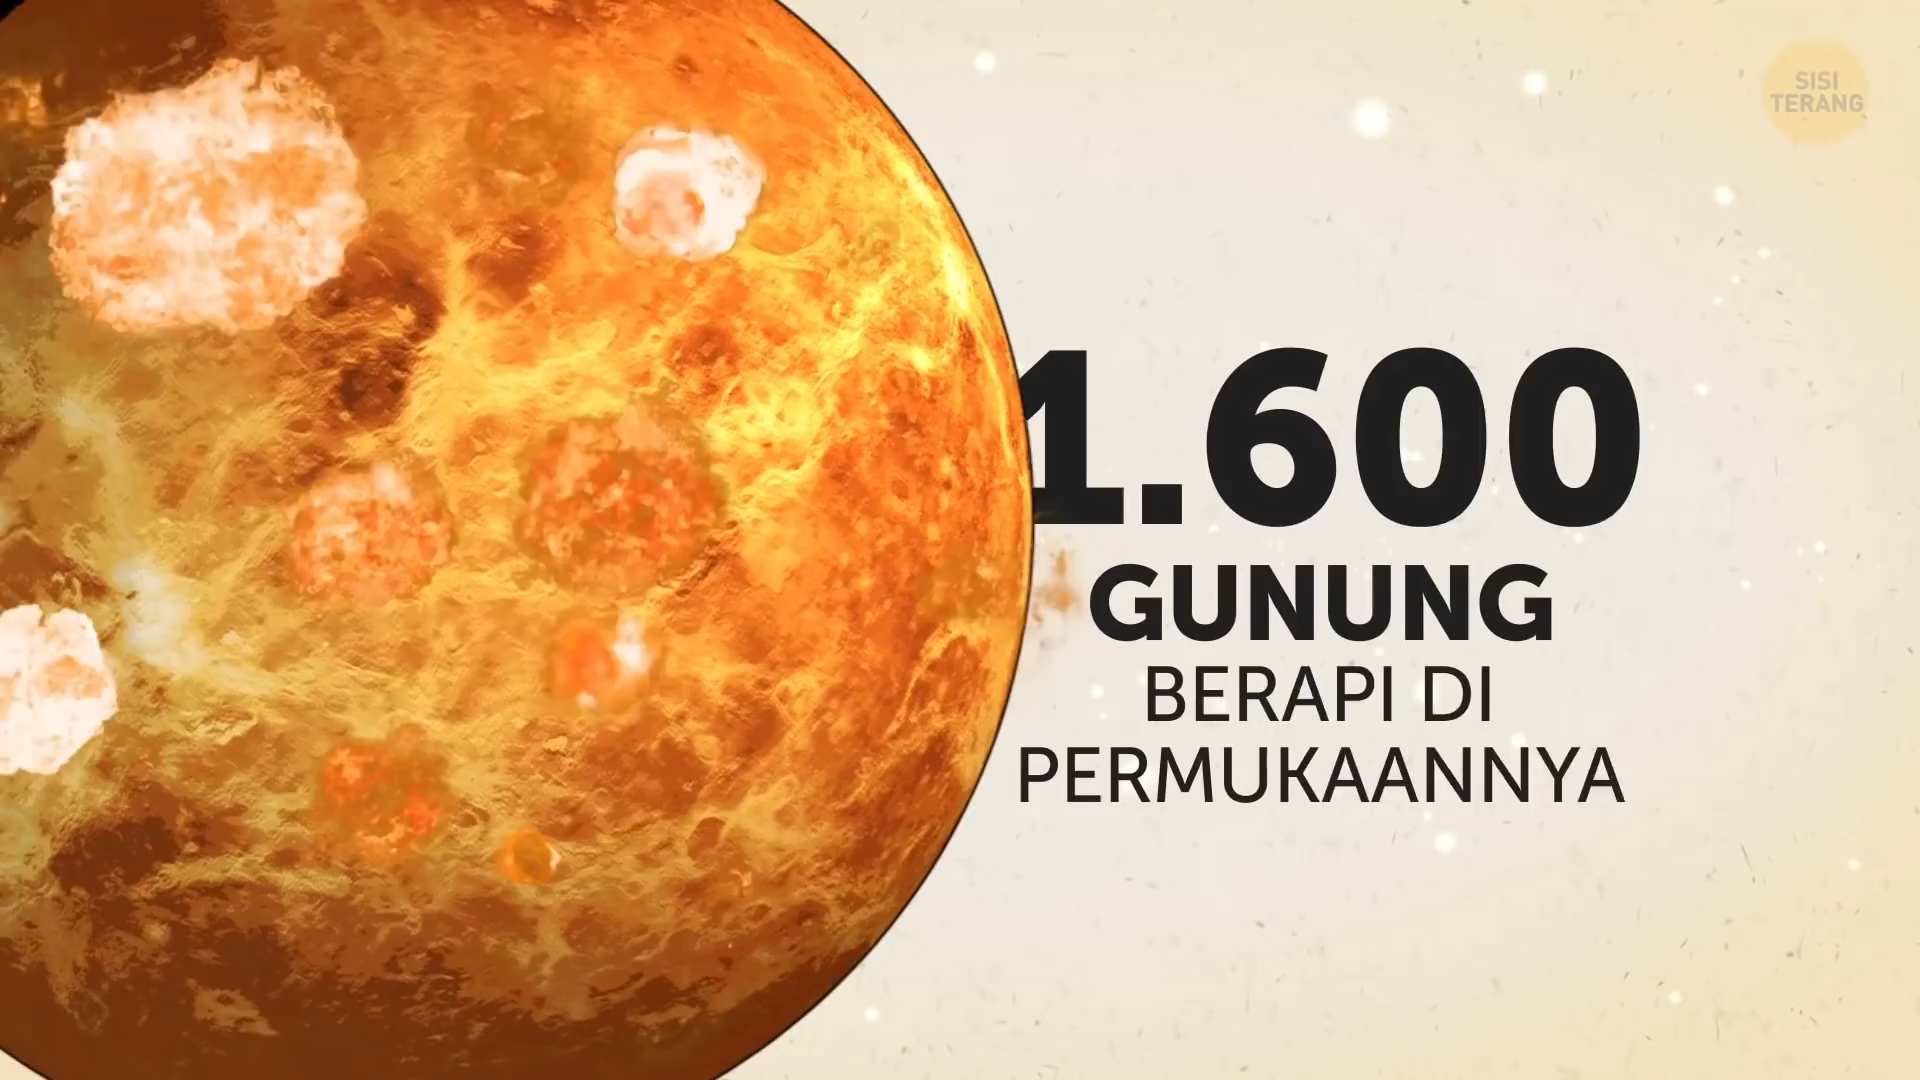 SISI
TERANG
1.600
GUNUNG
BERAPI DI
PERMUKAANNYA